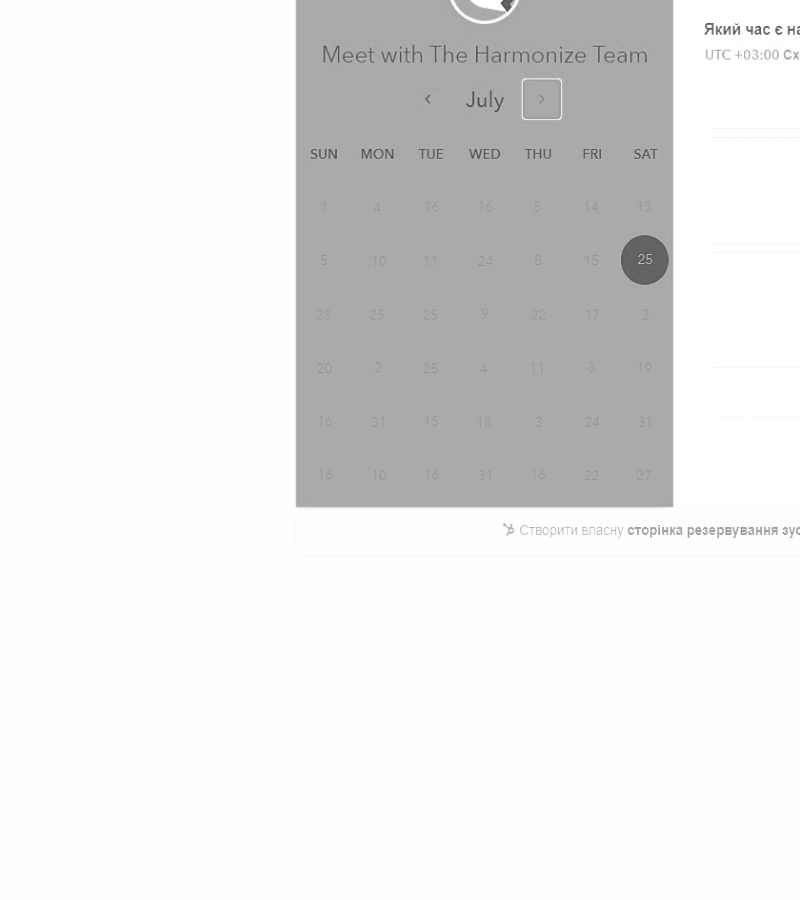 Meet with The Harmonize Team
July
SUN MON TUE WED THU FRI SAT
1 4 16 16 5 14 13
5 10 11 24 8 15 25
25 25 25 9 22 17 3
20 2 25 4 11 8 19
16 31 15 18 3 24 31
16 10 16 31 16 22 27
Який час є
UTC +03:00
Створити власну сторінка резервування